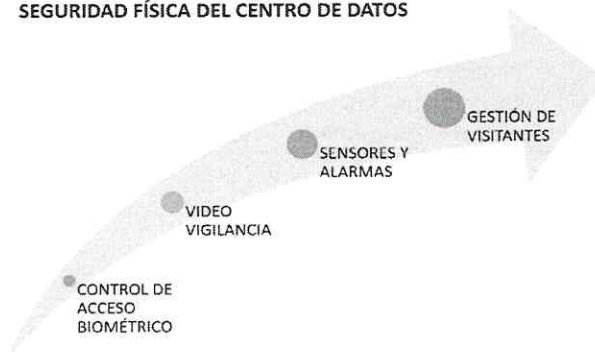 SEGURIDAD FÍSICA DEL CENTRO DE DATOS
GESTIÓN DE
VISITANTES
SENSORES Y
ALARMAS
VIDEO
VIGILANCIA
CONTROL DE
ACCESO
BIOMÉTRICO